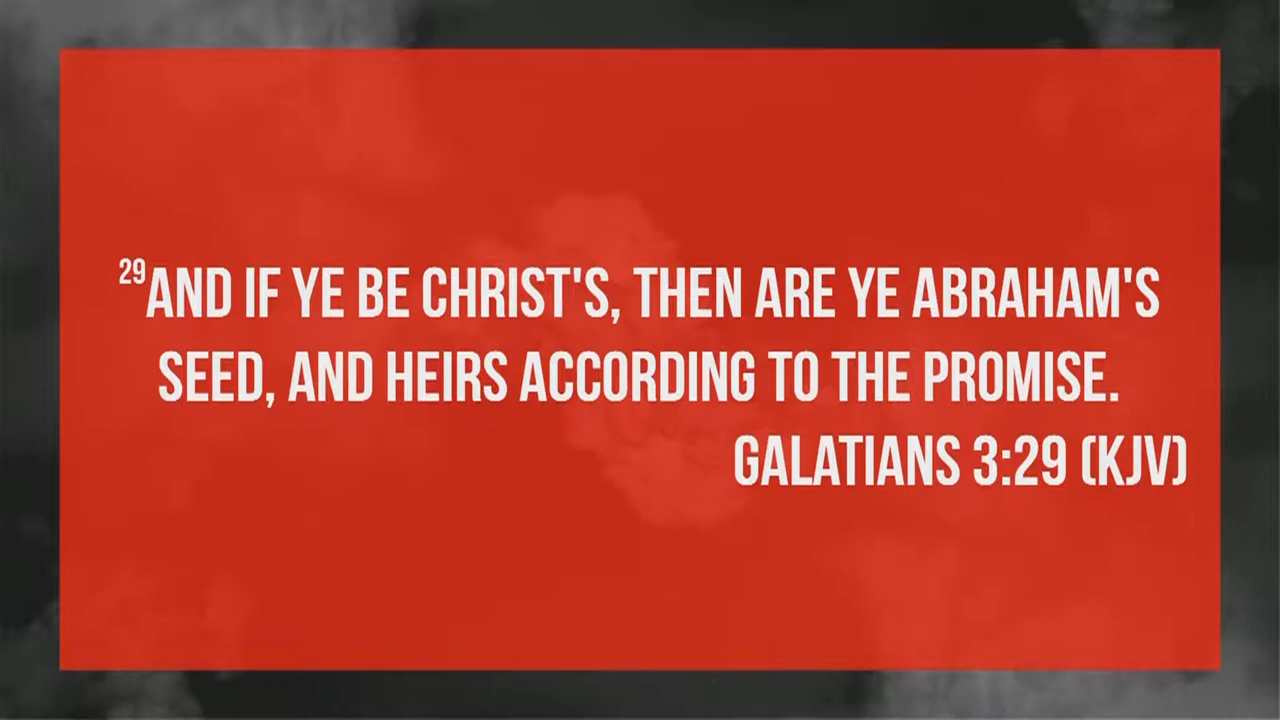 29AND IF YE BE CHRIST'S, THEN ARE YE ABRAHAM'S
SEED, AND HEIRS ACCORDING TO THE PROMISE.
GALATIANS 3:29 (KJV)